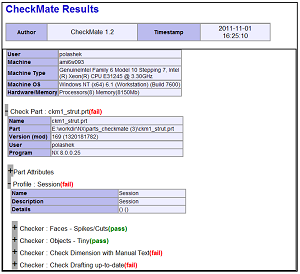 CheckMate Results
Author CheckMate 1.2 Timestamp 2011-11-01 16:25:10
User polashek
Machine aml6s093
Machine Type GenuineIntel Family 6 Model 10 Stepping 7, Intel
(R) Xeon(R) CPU E31245 @ 3.30GHz
Machine OS Windows NT (x64) 6.1 (Workstation) (Build 7600)
Hardware/Memory Processors(8) Memory(8150Mb)
Check Part : ckm1_strut.prt(fail)
Name ckm1_strut.prt
Part E:\workdir\NX\parts_checkmate (3)\ckm1_strut.prt
Version (mod) 169 (1320181782)
User polashek
Program NX 8.0.0.25
Part Attributes
Profile : Session(fail)
Name Session
Description Session
Details () ()
Checker : Faces - Spikes/Cuts(pass)
Checker : Objects - Tiny(pass)
Checker : Check Dimension with Manual Text(fail)
Checker : Check Drafting up-to-date(fail)